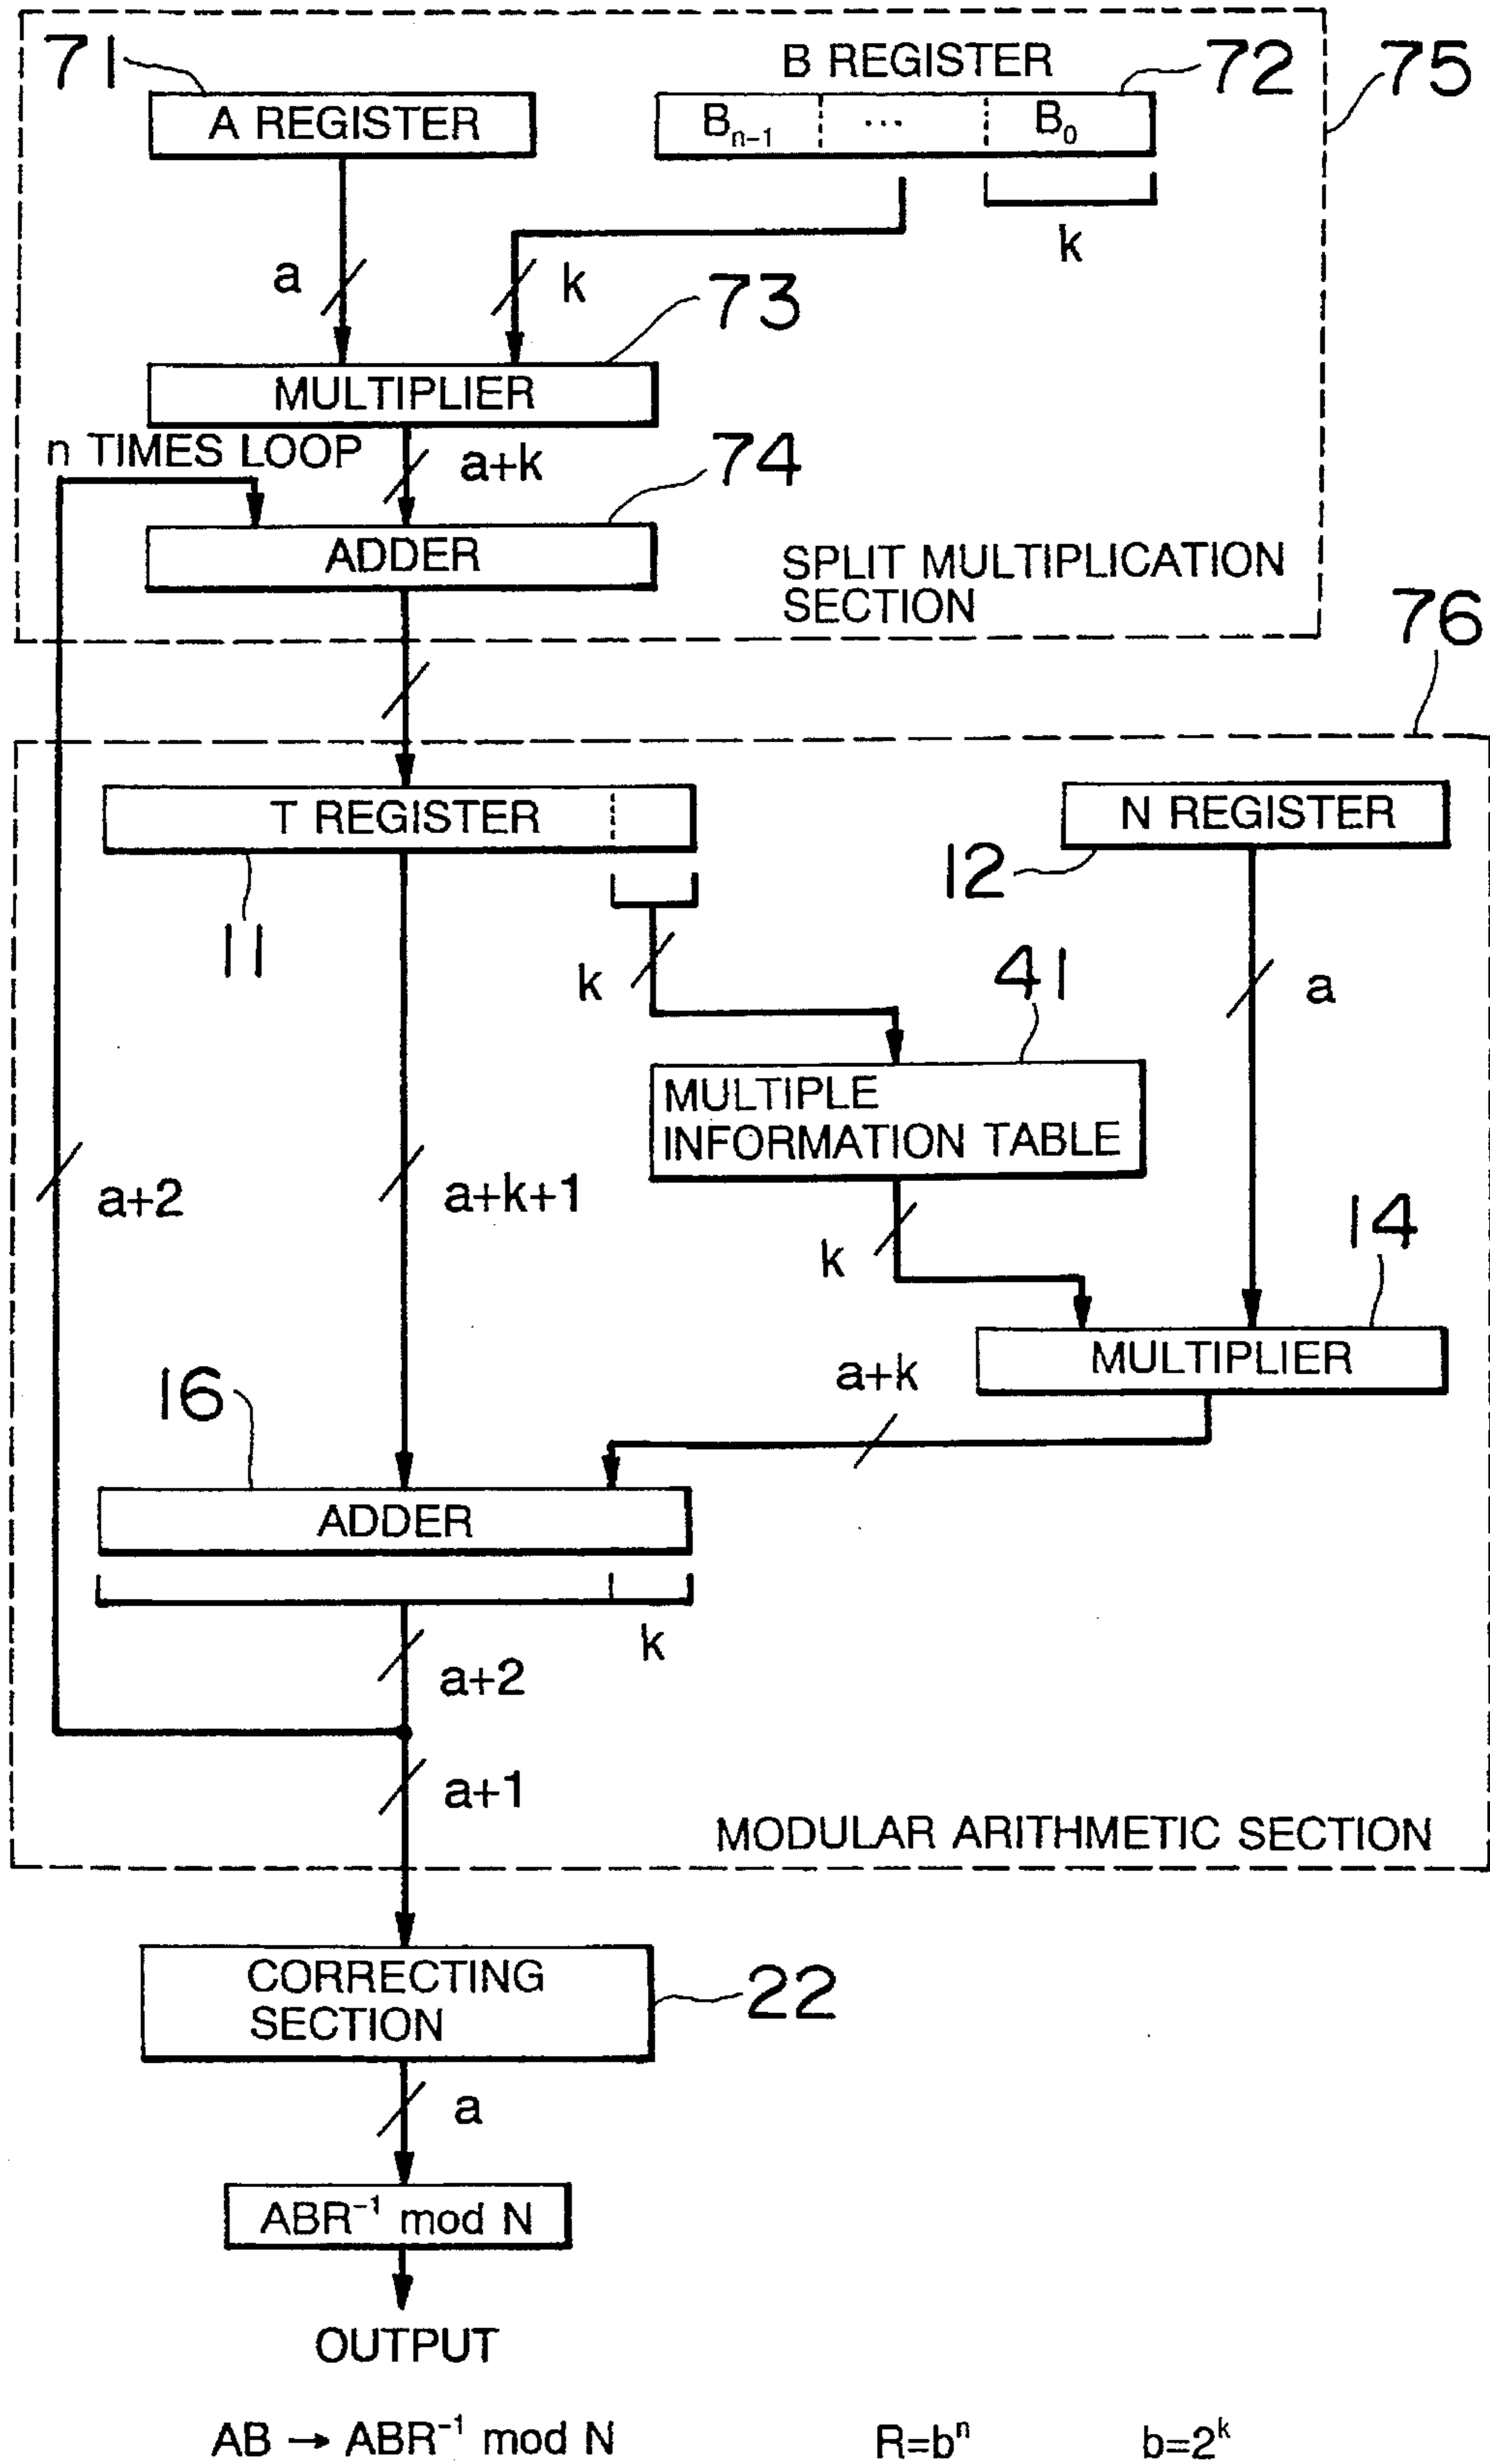 71
B REGISTER
72
75
A REGISTER
Bn-1 ... B0
k
a
k
73
MULTIPLIER
n TIMES LOOP
a+k
74
ADDER
SPLIT MULTIPLICATION
SECTION
76
T REGISTER
N REGISTER
11
12
k
41
a
MULTIPLE
INFORMATION TABLE
a+2
a+k+1
k
14
MULTIPLIER
a+k
16
ADDER
k
a+2
a+1
MODULAR ARITHMETIC SECTION
CORRECTING
SECTION
22
a
ABR⁻¹ mod N
OUTPUT
AB → ABR⁻¹ mod N R=bⁿ b=2ᵏ